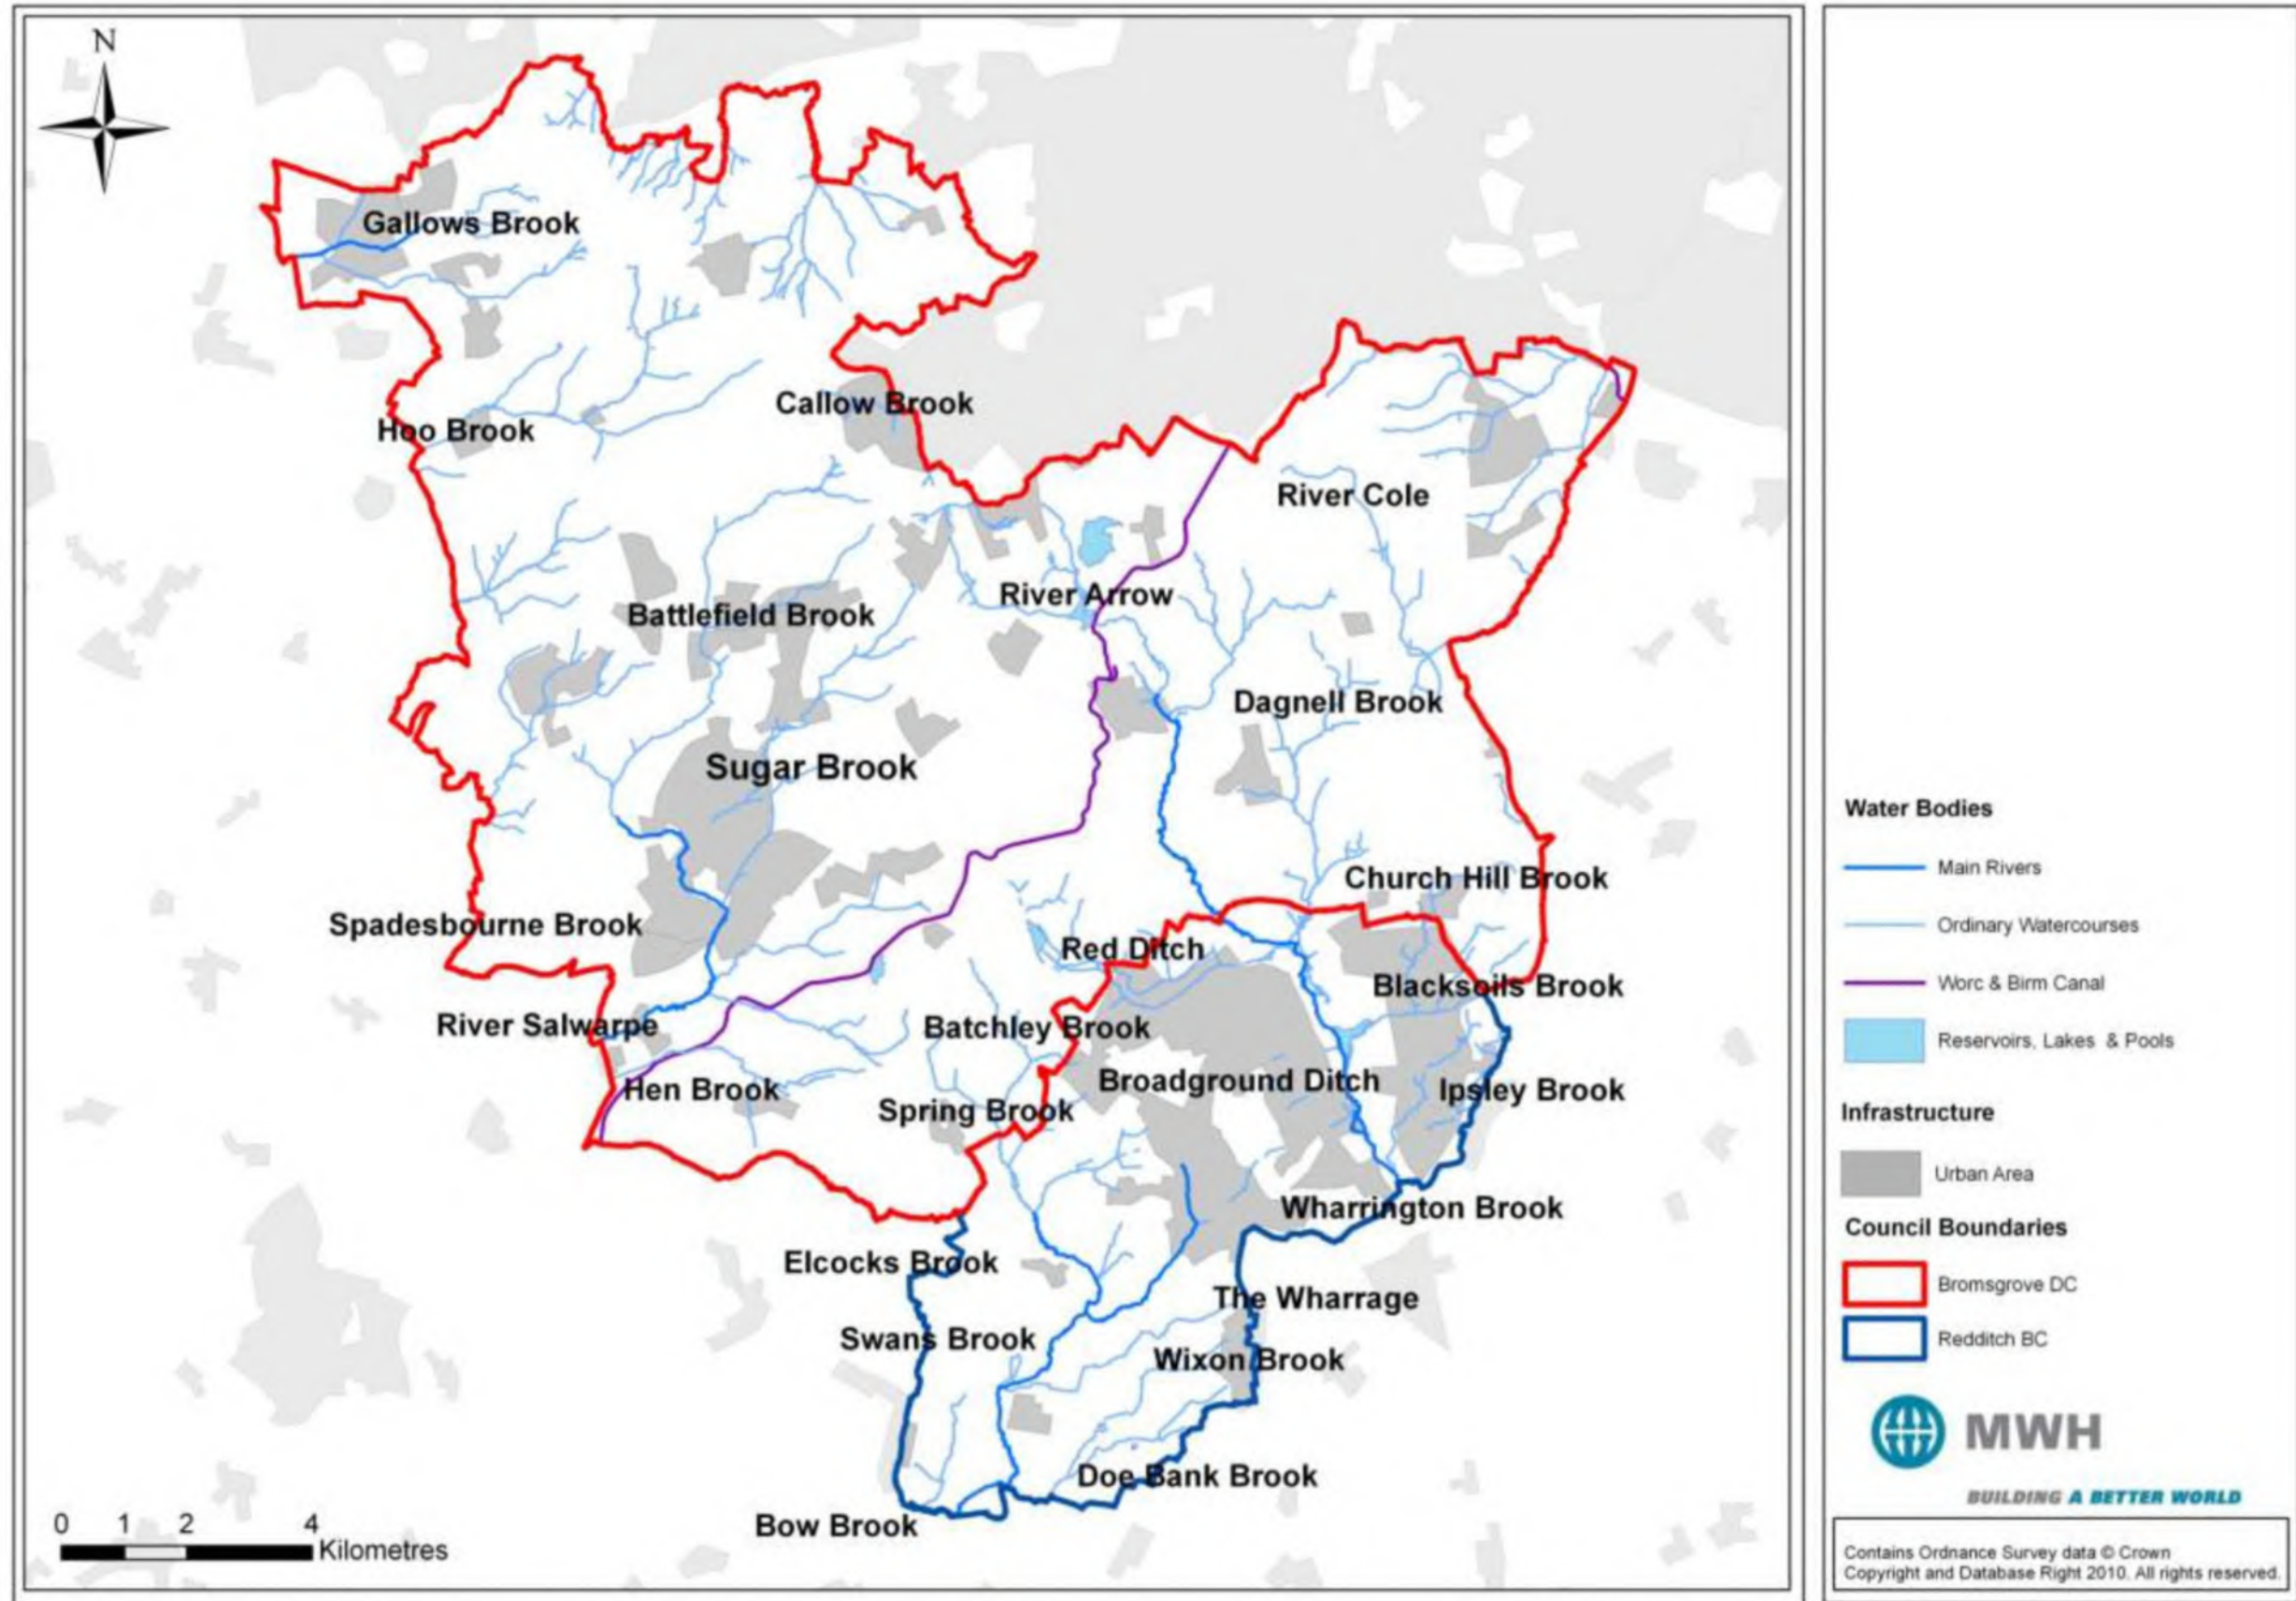 N
Gallows Brook
Callow Brook
Hoo Brook
River Cole
River Arrow
Battlefield Brook
Dagnell Brook
Sugar Brook
Church Hill Brook
Spadesbourne Brook
Red Ditch
Blacksoils Brook
River Salwarpe
Batchley Brook
Broadground Ditch
Hen Brook
Ipsley Brook
Spring Brook
Wharrington Brook
Elcocks Brook
The Wharrage
Swans Brook
Wixon Brook
Doe Bank Brook
Bow Brook
0 1 2 4
Kilometres
Water Bodies
Main Rivers
Ordinary Watercourses
Worc & Birm Canal
Reservoirs, Lakes & Pools
Infrastructure
Urban Area
Council Boundaries
Bromsgrove DC
Redditch BC
MWH
BUILDING A BETTER WORLD
Contains Ordnance Survey data © Crown
Copyright and Database Right 2010. All rights reserved.